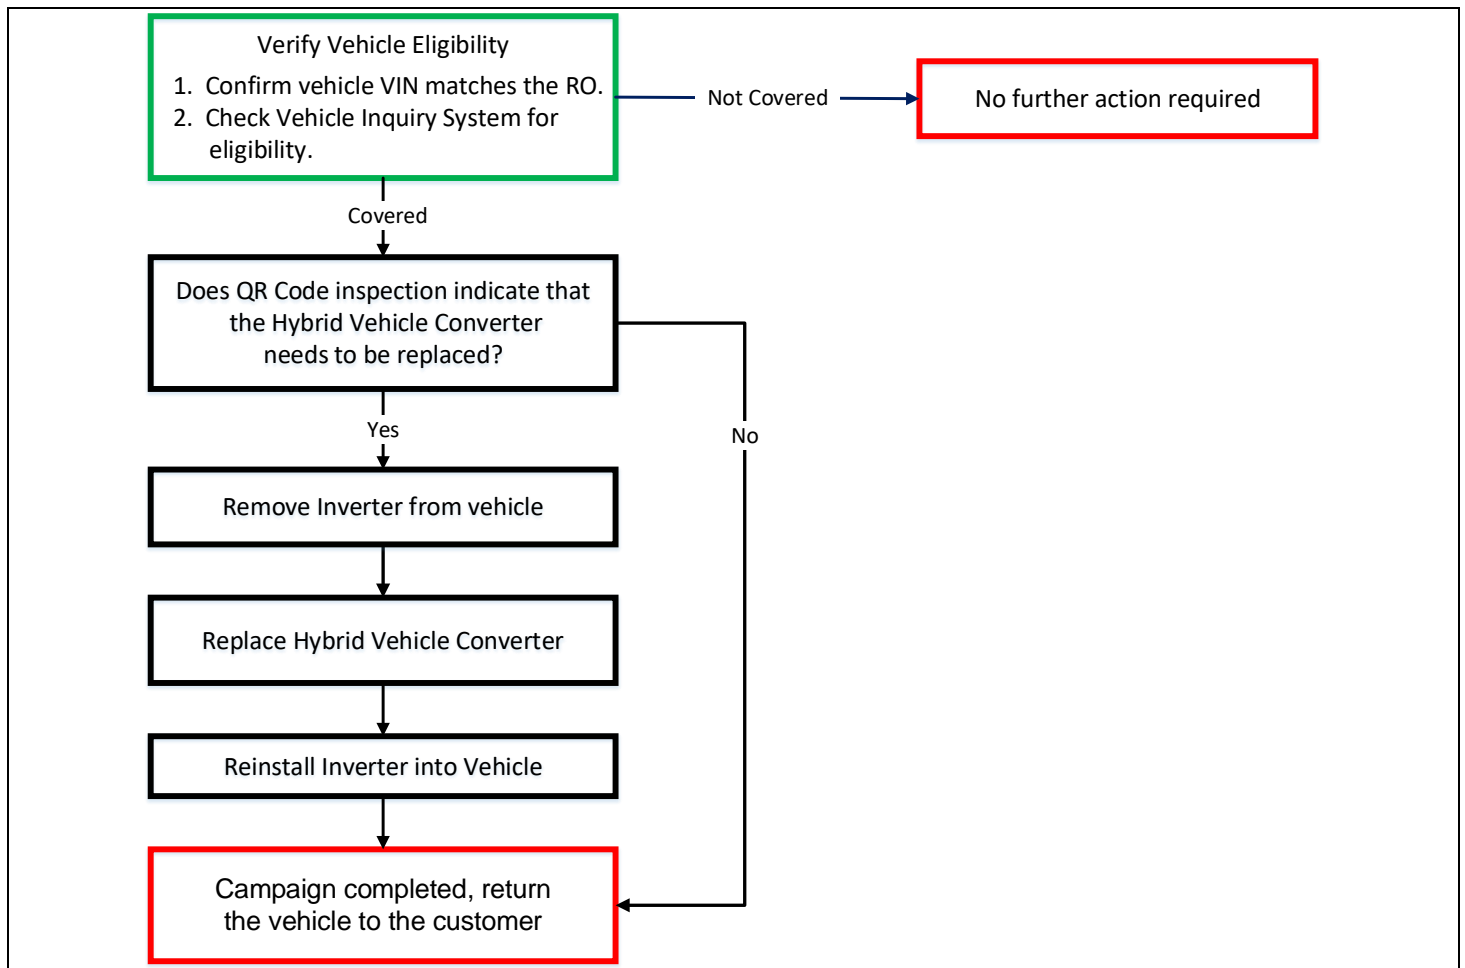 Verify Vehicle Eligibility
1. Confirm vehicle VIN matches the RO.
2. Check Vehicle Inquiry System for
eligibility.
Not Covered
No further action required
Covered
Does QR Code inspection indicate that
the Hybrid Vehicle Converter
needs to be replaced?
Yes
No
Remove Inverter from vehicle
Replace Hybrid Vehicle Converter
Reinstall Inverter into Vehicle
Campaign completed, return
the vehicle to the customer